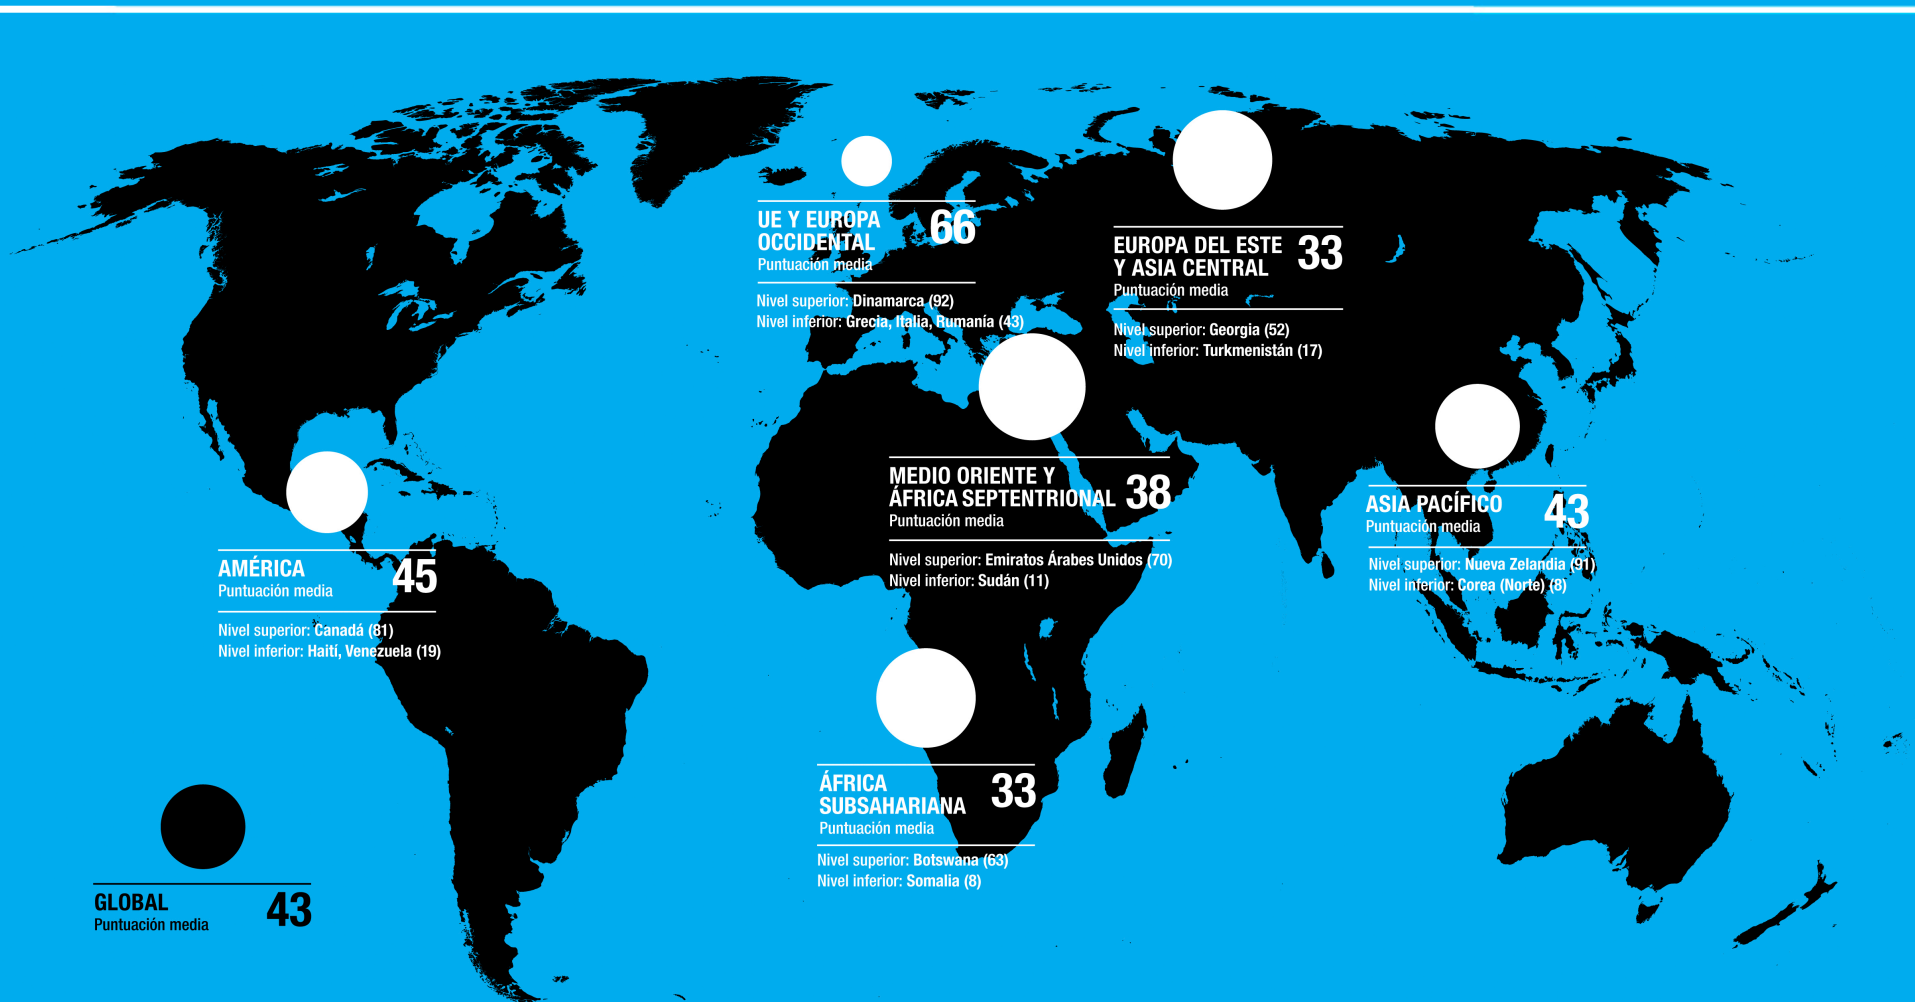 UE Y EUROPA
OCCIDENTAL
66
Puntuación media
Nivel superior: Dinamarca (92)
Nivel inferior: Grecia, Italia, Rumanía (43)
EUROPA DEL ESTE
Y ASIA CENTRAL
33
Puntuación media
Nivel superior: Georgia (52)
Nivel inferior: Turkmenistán (17)
MEDIO ORIENTE Y
ÁFRICA SEPTENTRIONAL
38
Puntuación media
Nivel superior: Emiratos Árabes Unidos (70)
Nivel inferior: Sudán (11)
ASIA PACÍFICO
43
Puntuación media
Nivel superior: Nueva Zelandia (91)
Nivel inferior: Corea (Norte) (8)
AMÉRICA
45
Puntuación media
Nivel superior: Canadá (81)
Nivel inferior: Haití, Venezuela (19)
ÁFRICA
SUBSAHARIANA
33
Puntuación media
Nivel superior: Botswana (63)
Nivel inferior: Somalia (8)
GLOBAL
43
Puntuación media